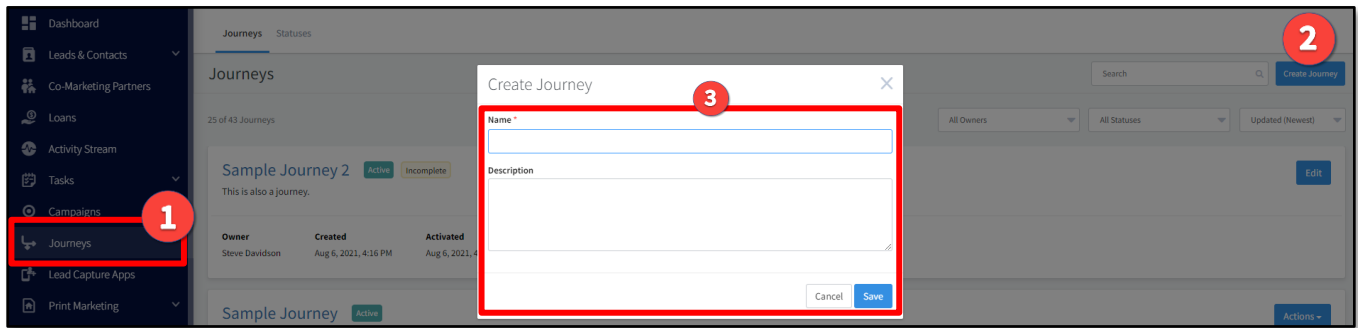 Dashboard
Leads & Contacts
Co-Marketing Partners
Loans
Activity Stream
Tasks
Campaigns
1
Journeys
Lead Capture Apps
Print Marketing
Journeys Statuses
2
Journeys
Search
Create Journey
25 of 43 Journeys
All Owners
All Statuses
Updated (Newest)
Sample Journey 2 Active Incomplete
Edit
This is also a journey.
Owner Created Activated
Steve Davidson Aug 6, 2021, 4:16 PM Aug 6, 2021, 4
Sample Journey Active
Actions
Create Journey
3
Name *
Description
Cancel Save